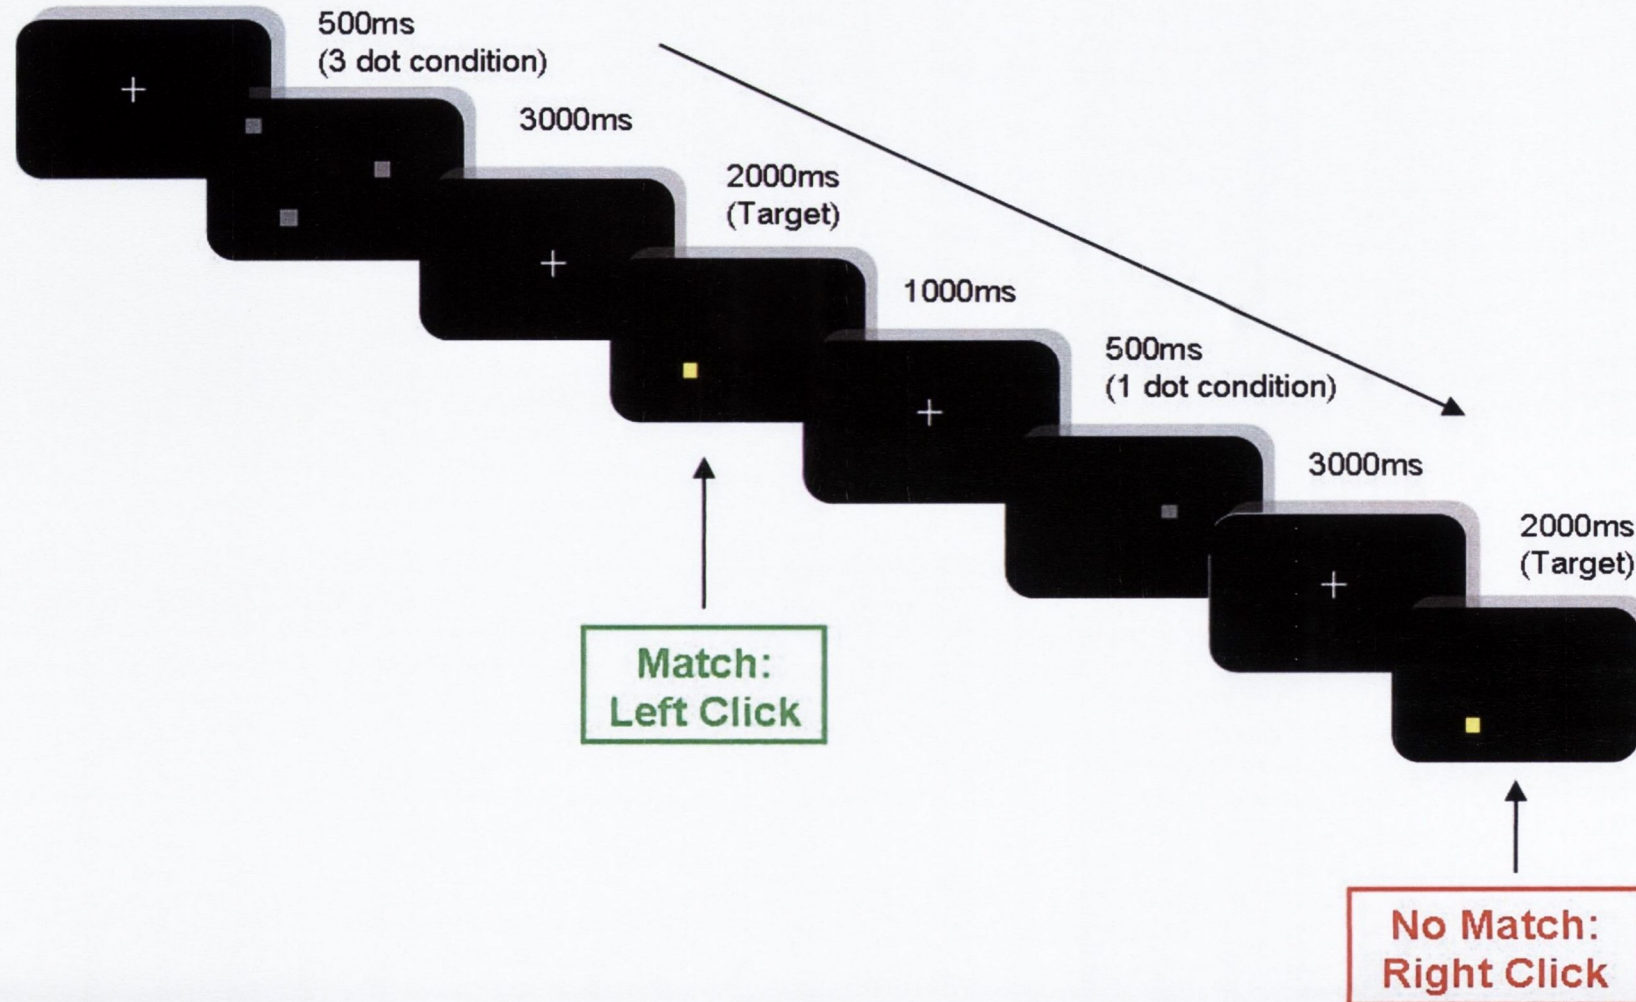 500ms
(3 dot condition)
3000ms
2000ms
(Target)
1000ms
500ms
(1 dot condition)
3000ms
2000ms
(Target)
Match:
Left Click
No Match:
Right Click